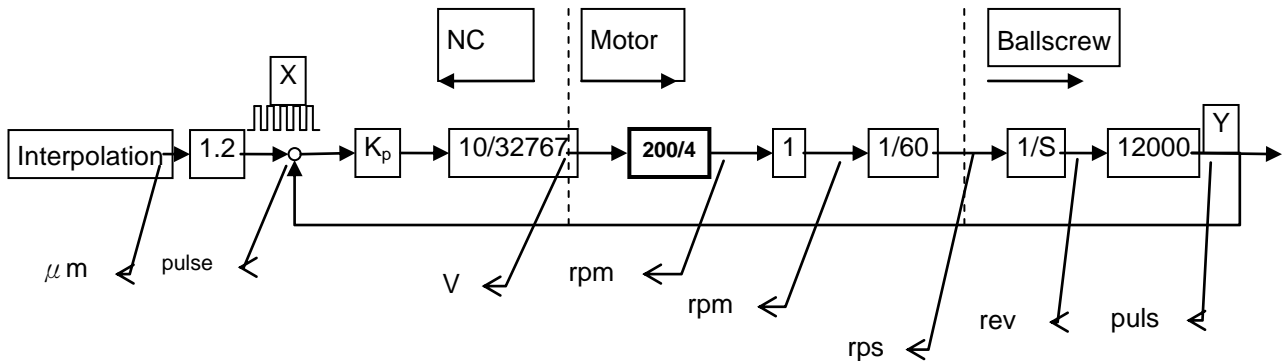 NC
Motor
Ballscrew
X
Y
Interpolation
1.2
Kp
10/32767
200/4
1
1/60
1/S
12000
μm
pulse
V
rpm
rpm
rps
rev
puls